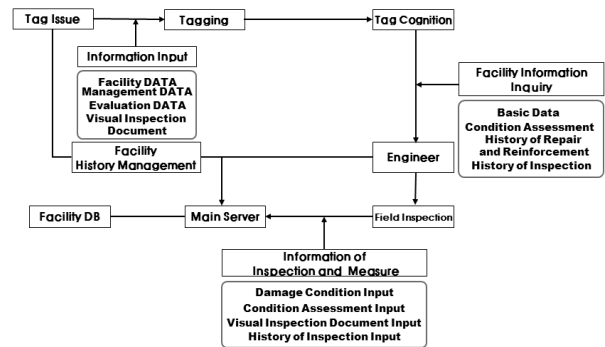 Tag Issue
Tagging
Tag Cognition
Information Input
Facility DATA
Management DATA
Evaluation DATA
Visual Inspection
Document
Facility Information
Inquiry
Basic Data
Condition Assessment
History of Repair
and Reinforcement
History of Inspection
Facility
History Management
Engineer
Facility DB
Main Server
Field Inspection
Information of
Inspection and Measure
Damage Condition Input
Condition Assessment Input
Visual Inspection Document Input
History of Inspection Input